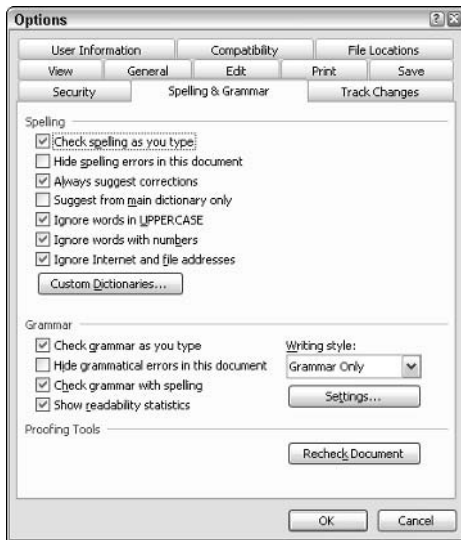 Options
User Information Compatibility File Locations
View General Edit Print Save
Security Spelling & Grammar Track Changes
Spelling
Check spelling as you type
Hide spelling errors in this document
Always suggest corrections
Suggest from main dictionary only
Ignore words in UPPERCASE
Ignore words with numbers
Ignore Internet and file addresses
Custom Dictionaries...
Grammar
Check grammar as you type Writing style:
Hide grammatical errors in this document Grammar Only
Check grammar with spelling
Show readability statistics Settings...
Proofing Tools
Recheck Document
OK Cancel